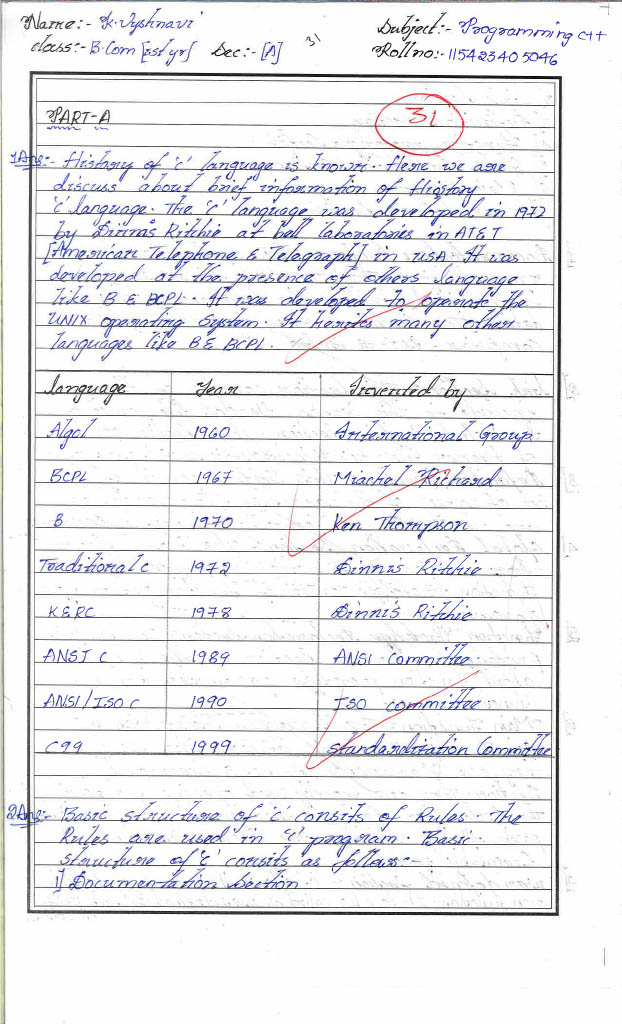 Name:- K. Vyshnavi
Subject:- Programming C++
Class:- B.Com [1st yr] Sec:- [A]
31
Roll no:- 115423405046
PART-A
31
1Ans:- History of 'c' language is known. Here we are
discuss about brief information of History
'c' language. The 'c' language was developed in 1972
by Dinnis Ritchie at bell laboratories in AT&T
[American Telephone & Telegraph] in USA. It was
developed at the presence of others language
like B & BCPL. It was developed to operate the
UNIX operating System. It herites many other
languages like B & BCPL.
Language Year Invented by
Algol 1960 International Group
BCPL 1967 Miachel Richard
B 1970 Ken Thompson
Traditional c 1972 Dinnis Ritchie
K&RC 1978 Dinnis Ritchie
ANSI C 1989 ANSI Committee.
ANSI/ISO C 1990 ISO committee
C99 1999 Standardization Committee
2Ans:- Basic structure of 'c' consits of Rules. The
Rules are used in 'c' program. Basic
structure of 'c' consits as follows:-
1] Documentation Section.